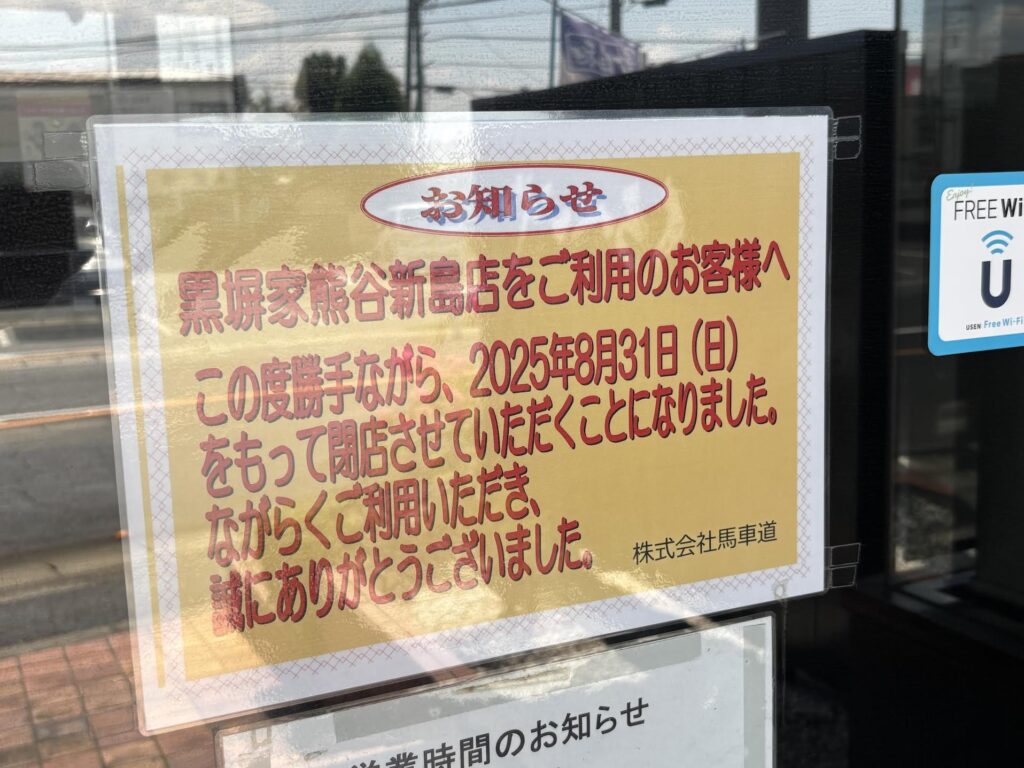 お知らせ
黒塀家熊谷新島店をご利用のお客様へ
この度勝手ながら、2025年8月31日（日）
をもって閉店させていただくことになりました。
ながらくご利用いただき、
誠にありがとうございました。
株式会社馬車道
Enjoy!
FREE Wi
U
USEN Free Wi-Fi
営業時間のお知らせ